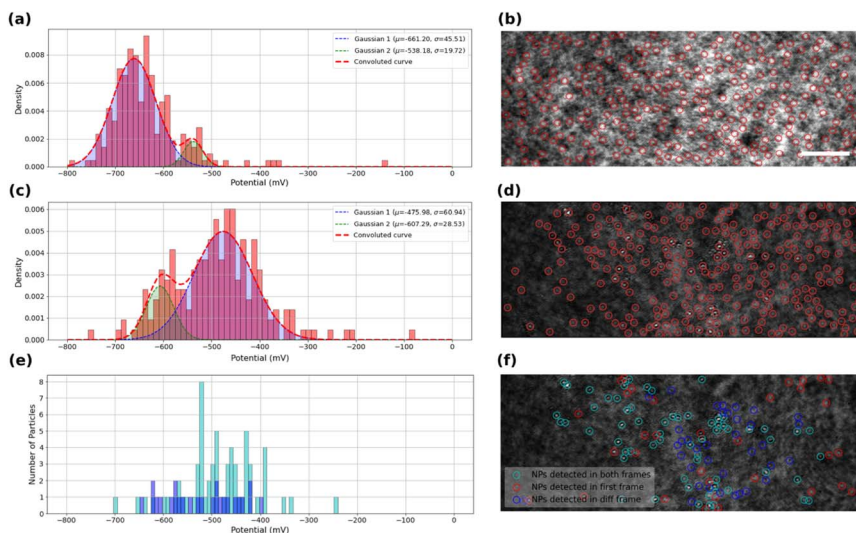 (a)
Gaussian 1 (μ=-661.20, σ=45.51)
Gaussian 2 (μ=-538.18, σ=19.72)
Convoluted curve
Density
0.008
0.006
0.004
0.002
0.000
−800 −700 −600 −500 −400 −300 −200 −100 0
Potential (mV)
(b)
(c)
Gaussian 1 (μ=-475.98, σ=60.94)
Gaussian 2 (μ=-607.29, σ=28.53)
Convoluted curve
Density
0.006
0.005
0.004
0.003
0.002
0.001
0.000
−800 −700 −600 −500 −400 −300 −200 −100 0
Potential (mV)
(d)
(e)
Number of Particles
8
7
6
5
4
3
2
1
0
−800 −700 −600 −500 −400 −300 −200 −100 0
Potential (mV)
(f)
NPs detected in both frames
NPs detected in first frame
NPs detected in diff frame